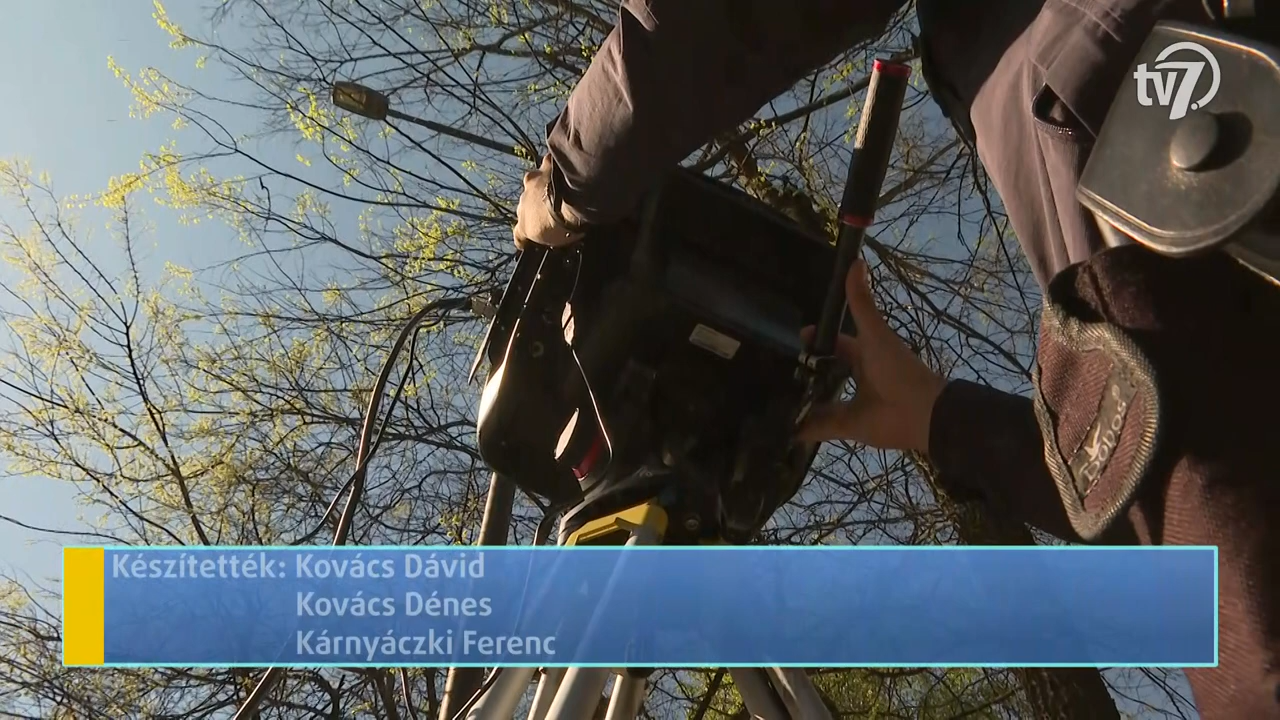 tv7.
Készítették: Kovács Dávid
Kovács Dénes
Kárnyáczki Ferenc